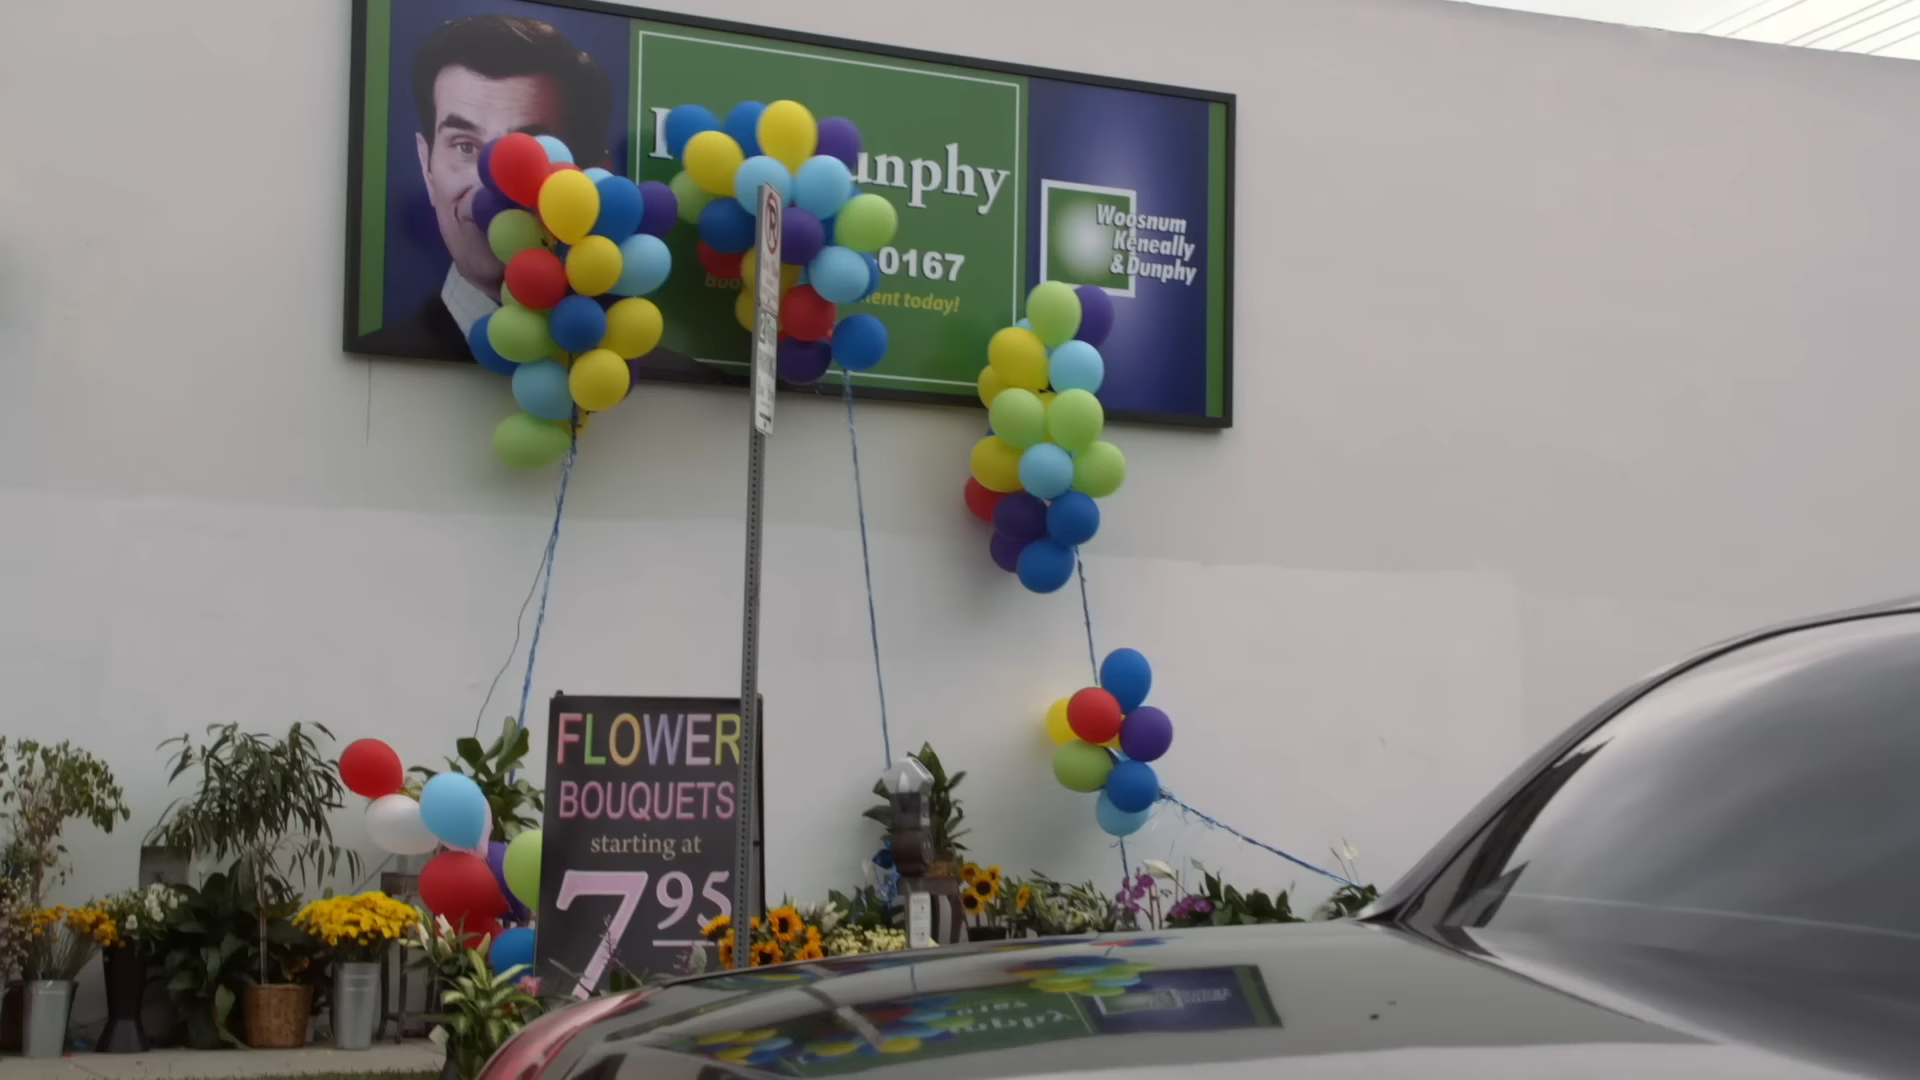 unphy
0167
ent today!
Woosnum
Keneally
& Dunphy
FLOWER
BOUQUETS
starting at
7 95